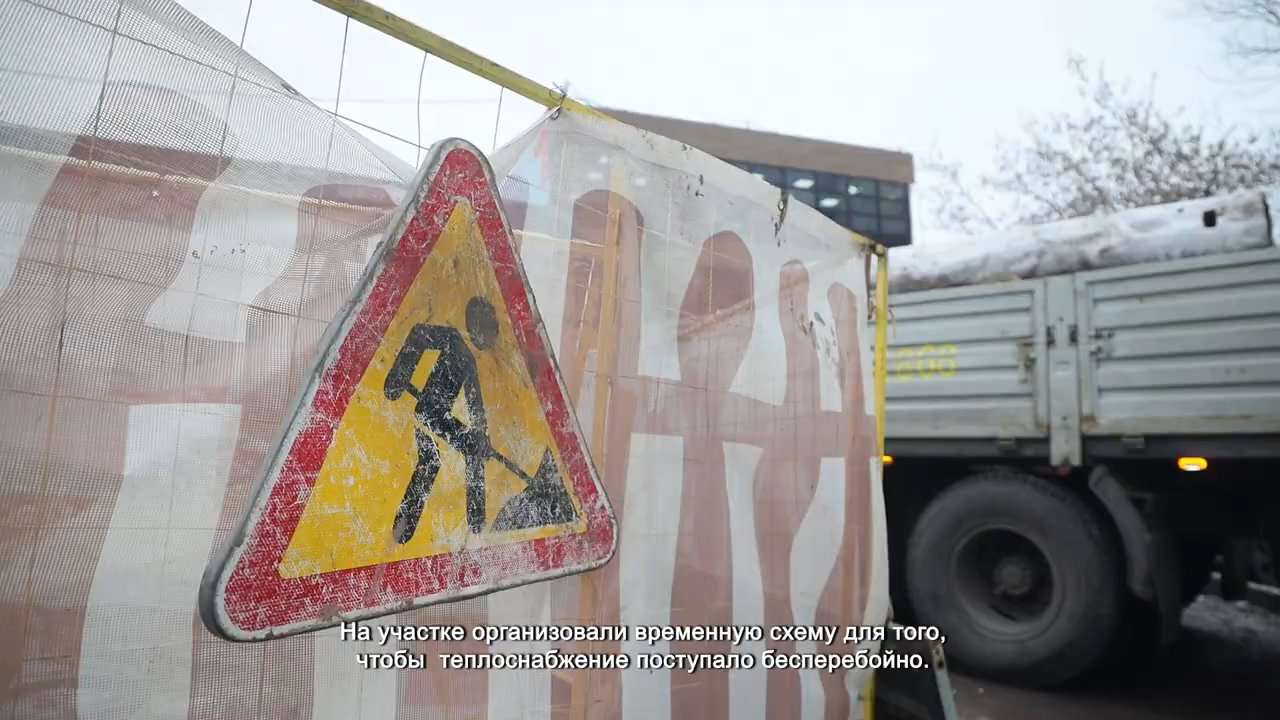 На участке организовали временную схему для того,
чтобы  теплоснабжение поступало бесперебойно.